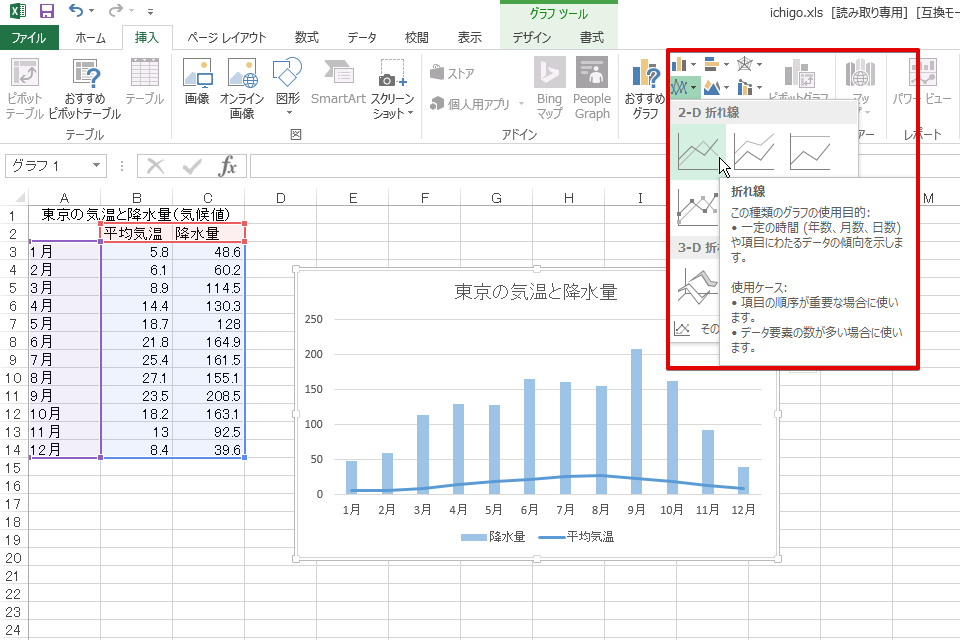 グラフ ツール
ichigo.xls [読み取り専用] [互換モー
ファイル ホーム 挿入 ページ レイアウト 数式 データ 校閲 表示 デザイン 書式
ピボット
テーブル
おすすめ
ピボットテーブル
テーブル
画像
オンライン
画像
図形
SmartArt
スクリーン
ショット
ストア
個人用アプリ
Bing
マップ
People
Graph
おすすめ
グラフ
ピボットグラフ
マッ
パワー ビュー
テーブル 図 アドイン レポート
2-D 折れ線
3-D 折
その
折れ線
この種類のグラフの使用目的:
• 一定の時間 (年数、月数、日数)
や項目にわたるデータの傾向を示しま
す。
使用ケース:
• 項目の順序が重要な場合に使い
ます。
• データ要素の数が多い場合に使い
ます。
グラフ 1 fx
A B C D E F G H I M
1 東京の気温と降水量(気候値)
2 平均気温 降水量
3 1月 5.8 48.6
4 2月 6.1 60.2
5 3月 8.9 114.5
6 4月 14.4 130.3
7 5月 18.7 128
8 6月 21.8 164.9
9 7月 25.4 161.5
10 8月 27.1 155.1
11 9月 23.5 208.5
12 10月 18.2 163.1
13 11月 13 92.5
14 12月 8.4 39.6
15
16
17
18
19
20
21
22
23
24
東京の気温と降水量
250
200
150
100
50
0
1月 2月 3月 4月 5月 6月 7月 8月 9月 10月 11月 12月
降水量 平均気温